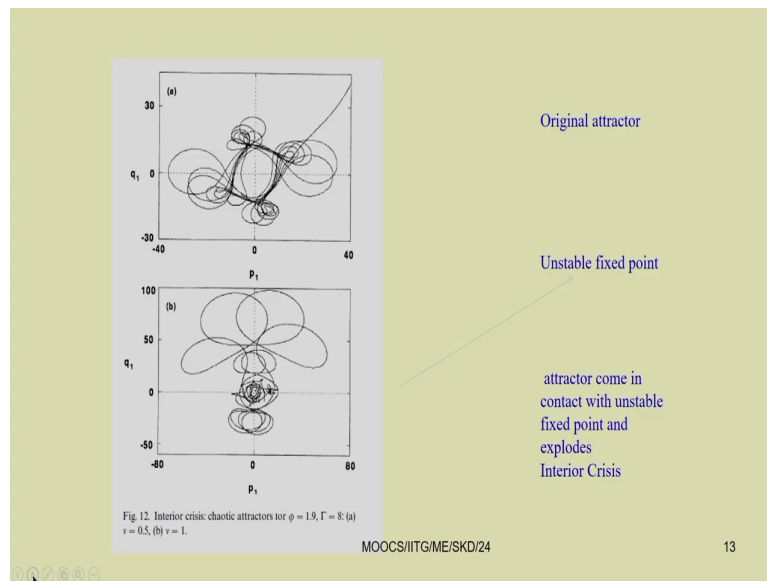 (a)
30
q1 0
-30
-40 0 40
P1
100
(b)
50
q1
0
-50
-80 0 80
P1
Fig. 12. Interior crisis: chaotic attractors for ϕ = 1.9, Γ = 8: (a)
ν = 0.5, (b) ν = 1.
Original attractor
Unstable fixed point
attractor come in
contact with unstable
fixed point and
explodes
Interior Crisis
MOOCS/IITG/ME/SKD/24
13